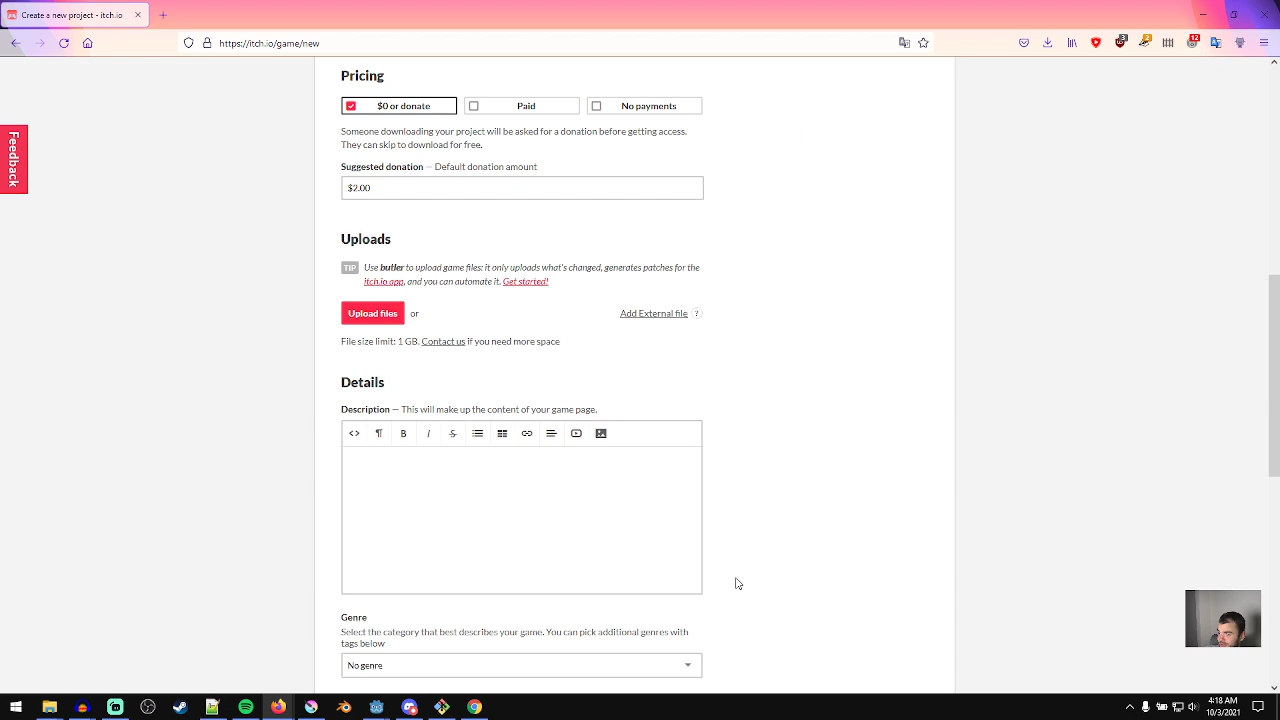 Create a new project - itch.io
https://itch.io/game/new
3
2
12
Feedback
Pricing
$0 or donate
Paid
No payments
Someone downloading your project will be asked for a donation before getting access.
They can skip to download for free.
Suggested donation — Default donation amount
$2.00
Uploads
TIP Use butler to upload game files: it only uploads what's changed, generates patches for the
itch.io app, and you can automate it. Get started!
Upload files or Add External file ?
File size limit: 1 GB. Contact us if you need more space
Details
Description — This will make up the content of your game page.
Genre
Select the category that best describes your game. You can pick additional genres with
tags below
No genre
4:18 AM
10/3/2021